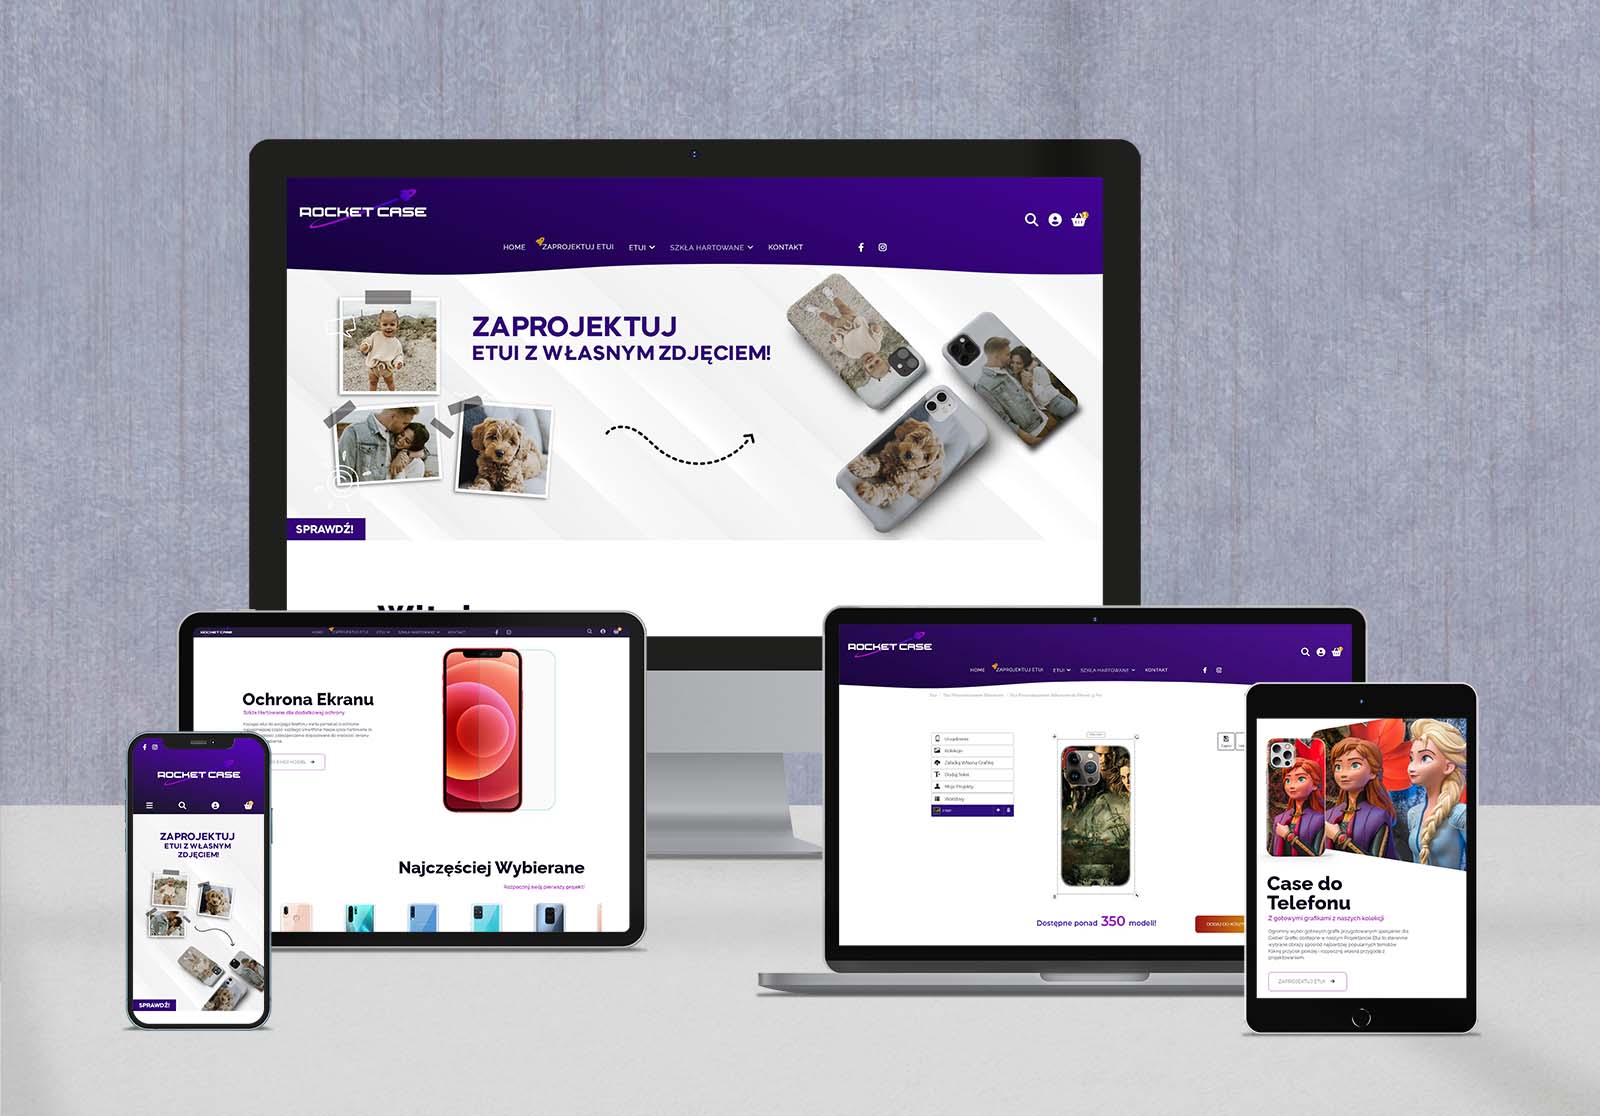 ROCKET CASE
HOME
ZAPROJEKTUJ ETUI
ETUI
SZKŁA HARTOWANE
KONTAKT
ZAPROJEKTUJ
ETUI Z WŁASNYM ZDJĘCIEM!
SPRAWDŹ!
ROCKET CASE
HOME
ZAPROJEKTUJ ETUI
ETUI
SZKŁA HARTOWANE
KONTAKT
Ochrona Ekranu
Szkła Hartowane dla dodatkowej ochrony
Najczęściej Wybierane
Rozpocznij swój pierwszy projekt!
ROCKET CASE
ZAPROJEKTUJ
ETUI Z WŁASNYM
ZDJĘCIEM!
SPRAWDŹ!
ROCKET CASE
HOME
ZAPROJEKTUJ ETUI
ETUI
SZKŁA HARTOWANE
KONTAKT
Urządzenie
Kolekcje
Załaduj Własną Grafikę
Dodaj Tekst
Moje Projekty
Warstwy
Dostępne ponad 350 modeli!
Case do
Telefonu
Z gotowymi grafikami z naszych kolekcji
ZAPROJEKTUJ ETUI